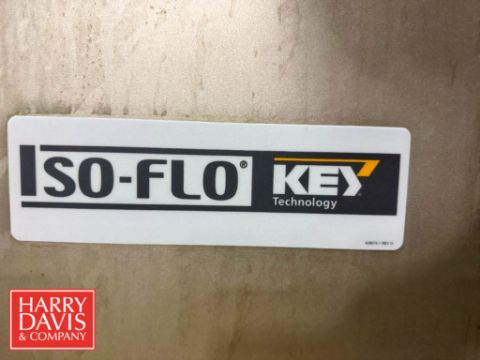 ISO-FLO® KEY
Technology
HARRY
DAVIS
& COMPANY